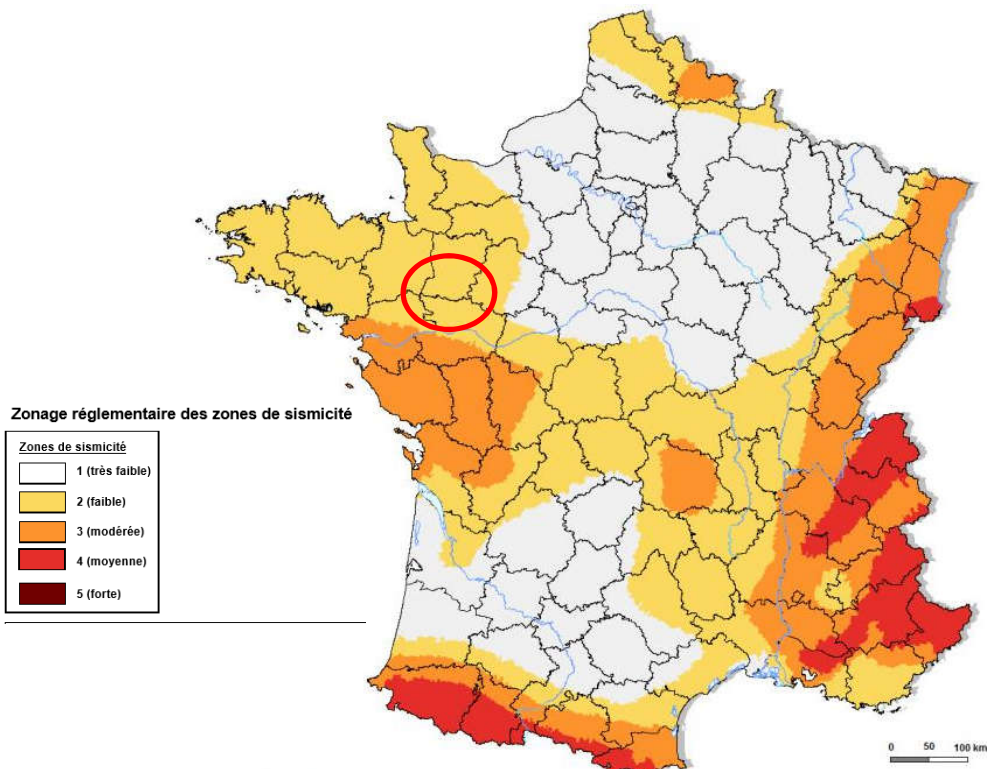 Zonage réglementaire des zones de sismicité
Zones de sismicité
1 (très faible)
2 (faible)
3 (modérée)
4 (moyenne)
5 (forte)
0 50 100 km